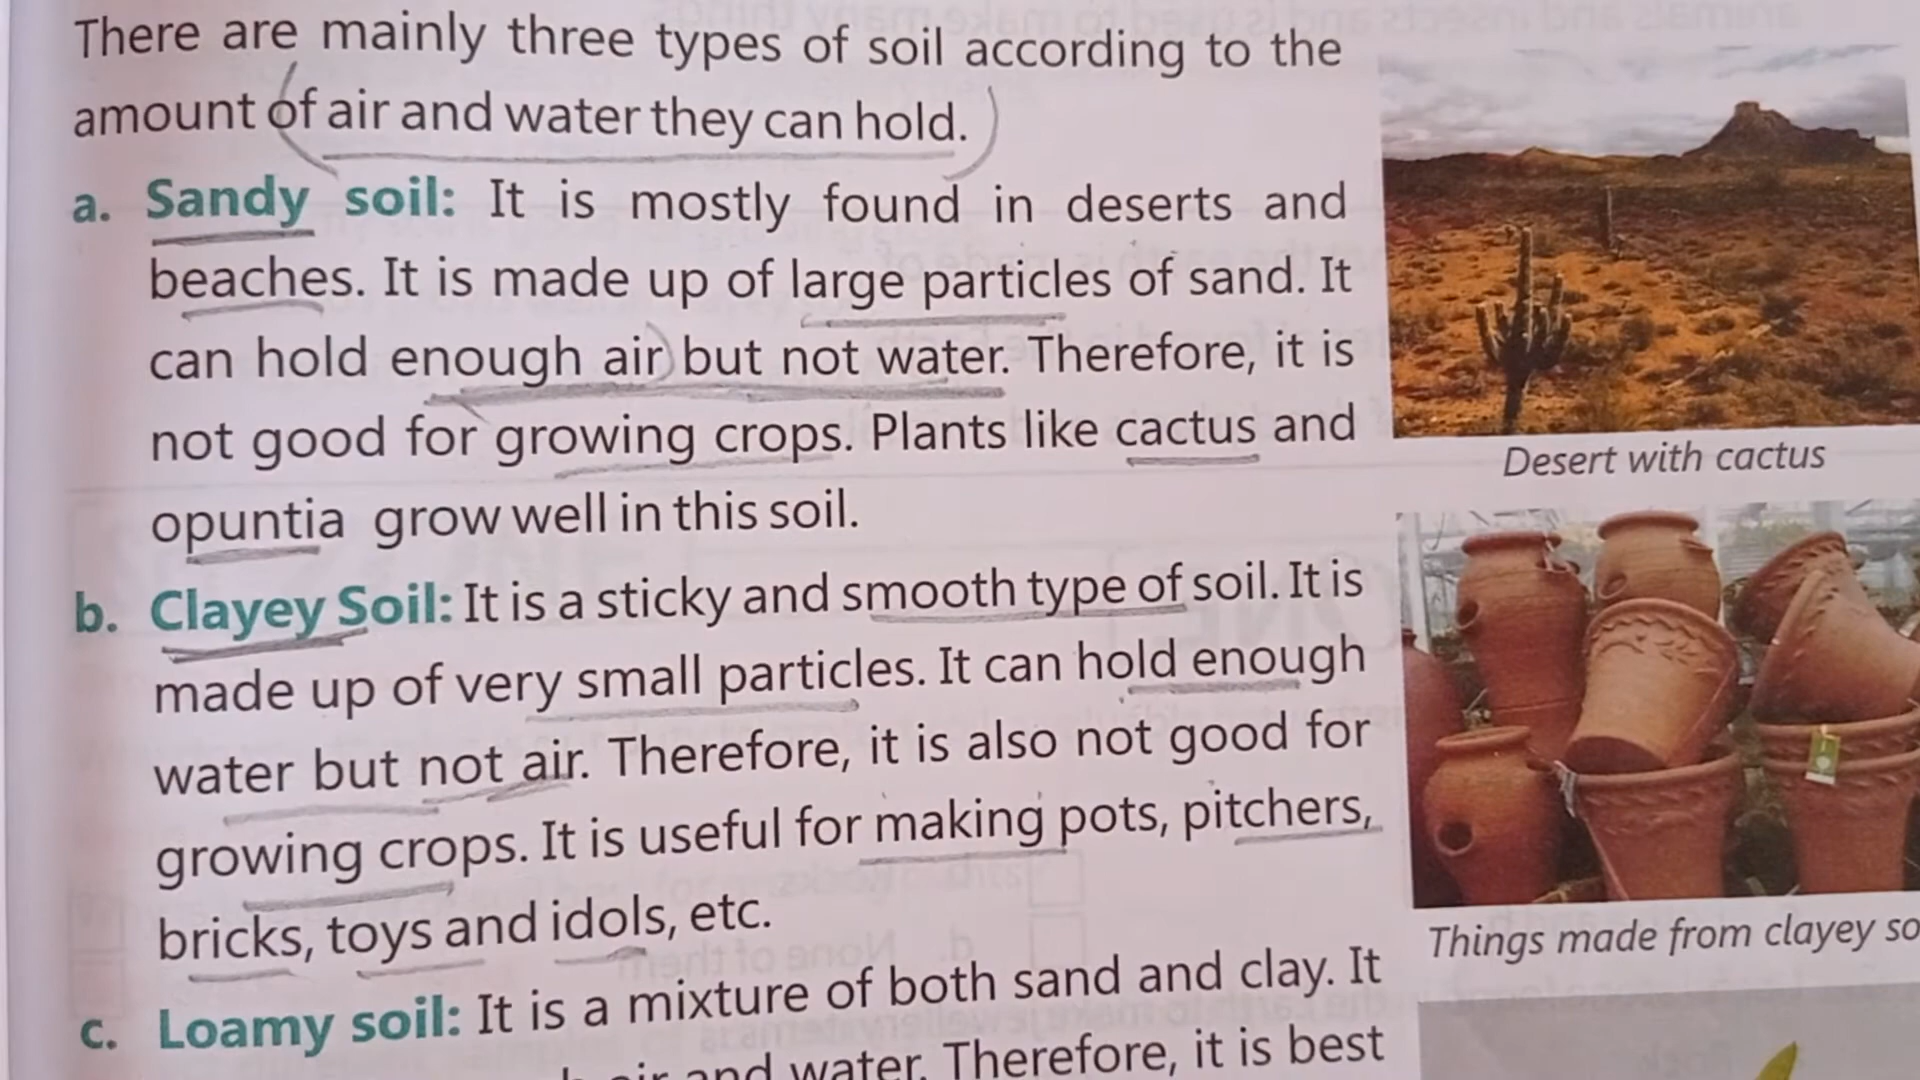 There are mainly three types of soil according to the
amount of air and water they can hold.
a. Sandy soil: It is mostly found in deserts and
beaches. It is made up of large particles of sand. It
can hold enough air but not water. Therefore, it is
not good for growing crops. Plants like cactus and
opuntia grow well in this soil.
Desert with cactus
b. Clayey Soil: It is a sticky and smooth type of soil. It is
made up of very small particles. It can hold enough
water but not air. Therefore, it is also not good for
growing crops. It is useful for making pots, pitchers,
bricks, toys and idols, etc.
Things made from clayey so
c. Loamy soil: It is a mixture of both sand and clay. It
air and water. Therefore, it is best